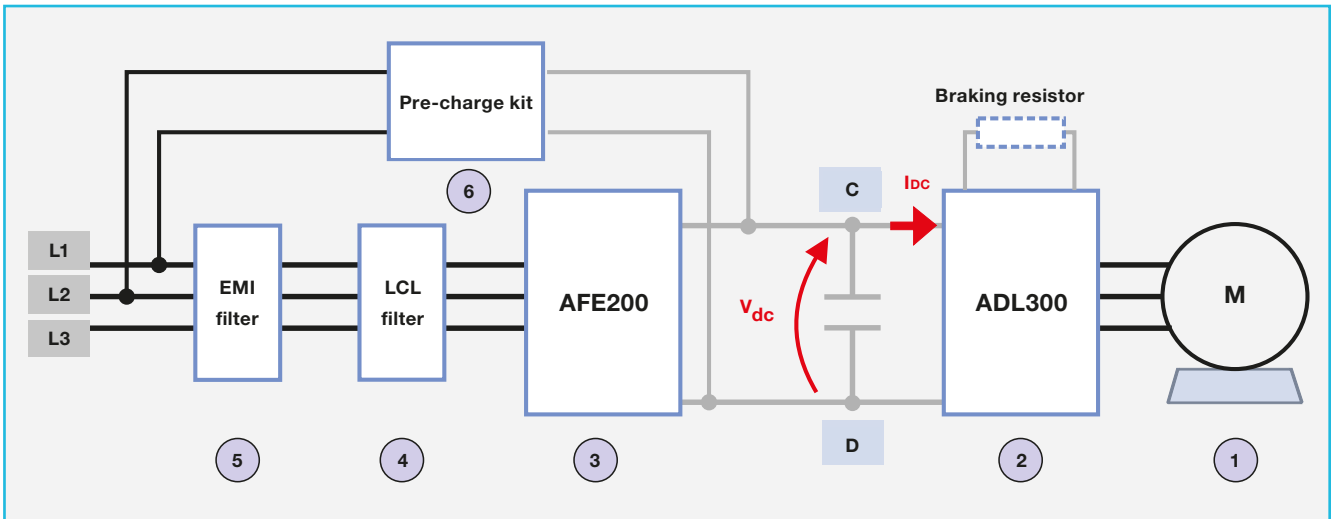 Pre-charge kit
Braking resistor
6
C
IDC
L1
L2
L3
EMI
filter
LCL
filter
AFE200
Vdc
ADL300
M
D
5
4
3
2
1